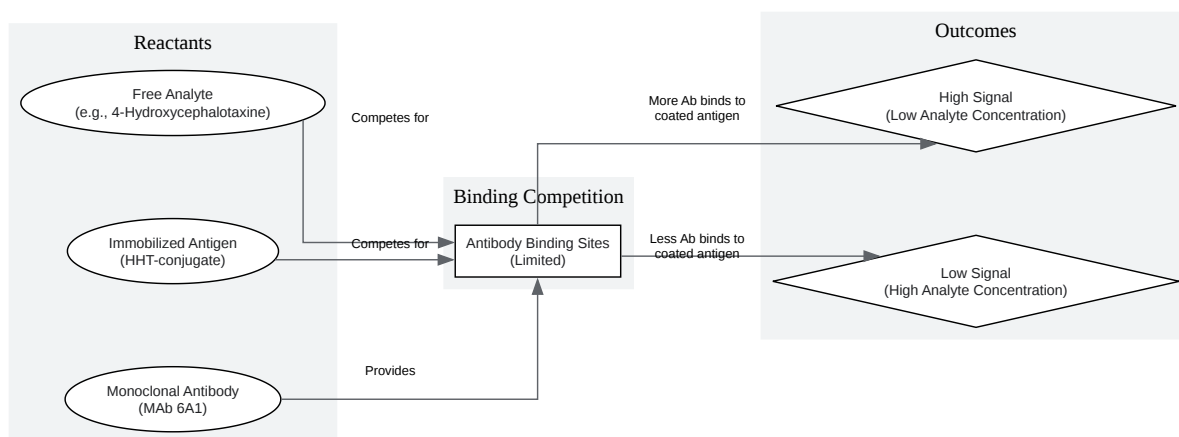 Reactants
Free Analyte
(e.g., 4-Hydroxycephalotaxine)
Competes for
Immobilized Antigen
(HHT-conjugate)
Competes for
Monoclonal Antibody
(MAb 6A1)
Provides
Binding Competition
Antibody Binding Sites
(Limited)
More Ab binds to
coated antigen
Less Ab binds to
coated antigen
Outcomes
High Signal
(Low Analyte Concentration)
Low Signal
(High Analyte Concentration)